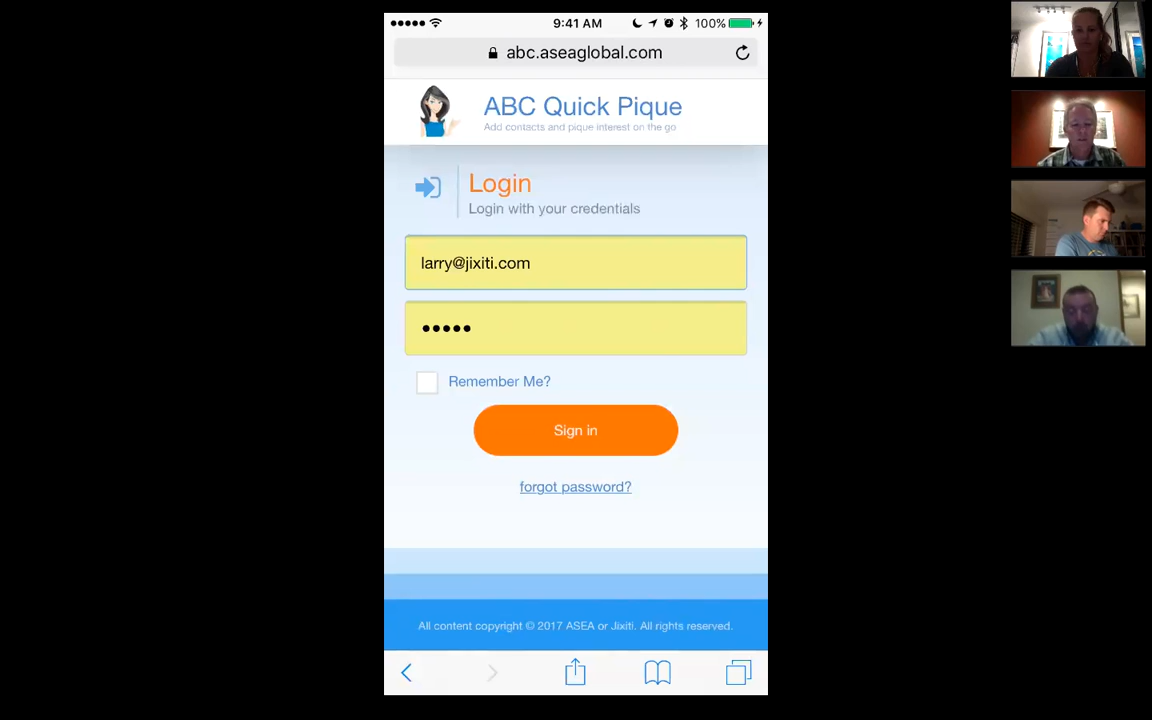 9:41 AM
100%
abc.aseaglobal.com
ABC Quick Pique
Add contacts and pique interest on the go
Login
Login with your credentials
larry@jixiti.com
•••••
Remember Me?
Sign in
forgot password?
All content copyright © 2017 ASEA or Jixiti. All rights reserved.